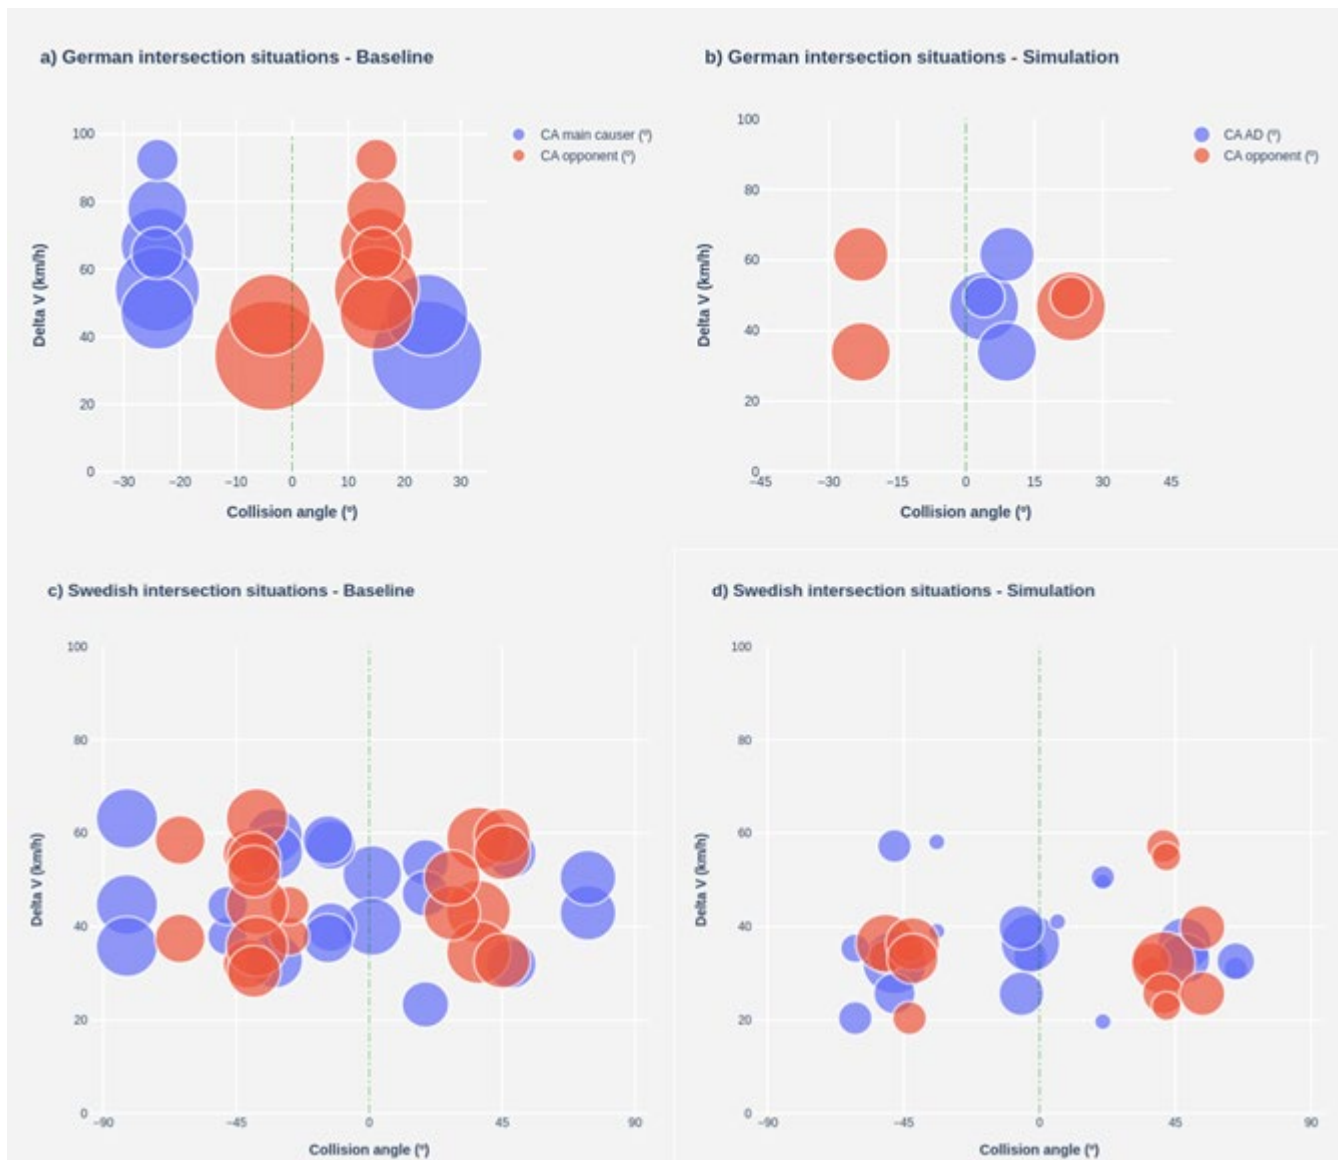 a) German intersection situations - Baseline
100
80
60
40
20
0
−30 −20 −10 0 10 20 30
Delta V (km/h)
Collision angle (º)
CA main causer (º)
CA opponent (º)
b) German intersection situations - Simulation
100
80
60
40
20
0
−45 −30 −15 0 15 30 45
Delta V (km/h)
Collision angle (º)
CA AD (º)
CA opponent (º)
c) Swedish intersection situations - Baseline
100
80
60
40
20
0
−90 −45 0 45 90
Delta V (km/h)
Collision angle (º)
d) Swedish intersection situations - Simulation
100
80
60
40
20
0
−90 −45 0 45 90
Delta V (km/h)
Collision angle (º)